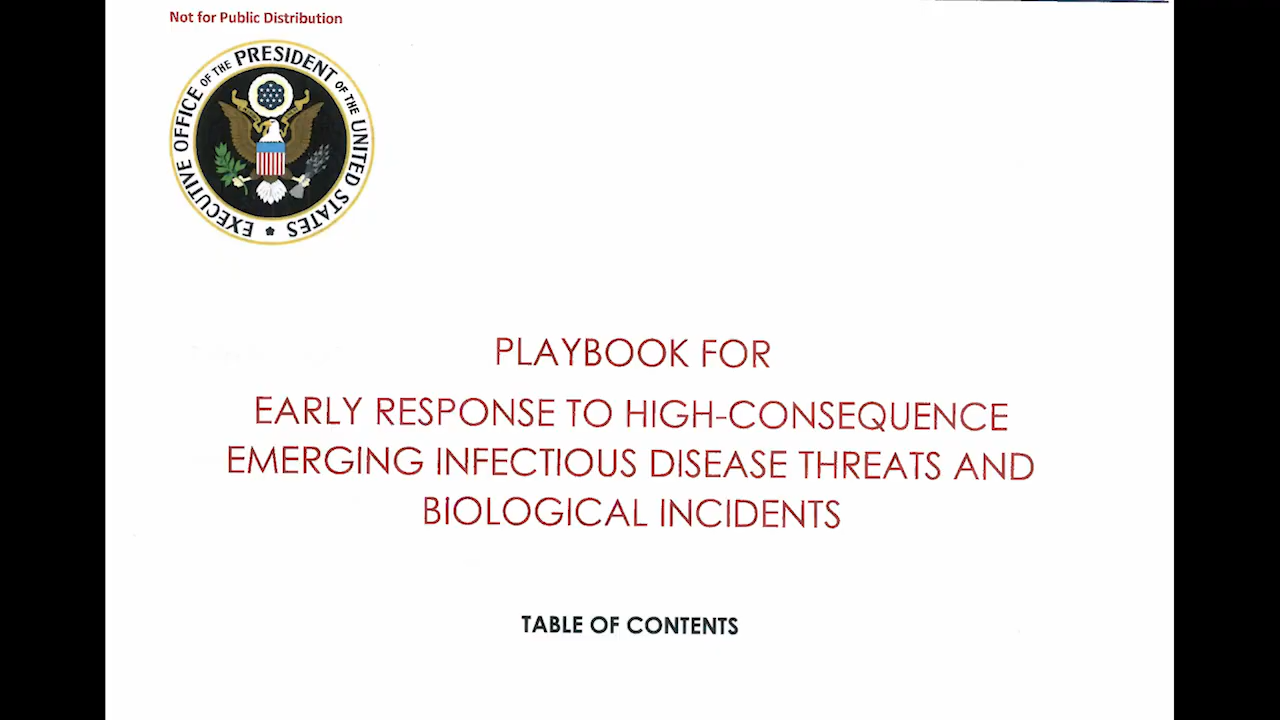 Not for Public Distribution
EXECUTIVE OFFICE OF THE PRESIDENT OF THE UNITED STATES
PLAYBOOK FOR
EARLY RESPONSE TO HIGH-CONSEQUENCE
EMERGING INFECTIOUS DISEASE THREATS AND
BIOLOGICAL INCIDENTS
TABLE OF CONTENTS